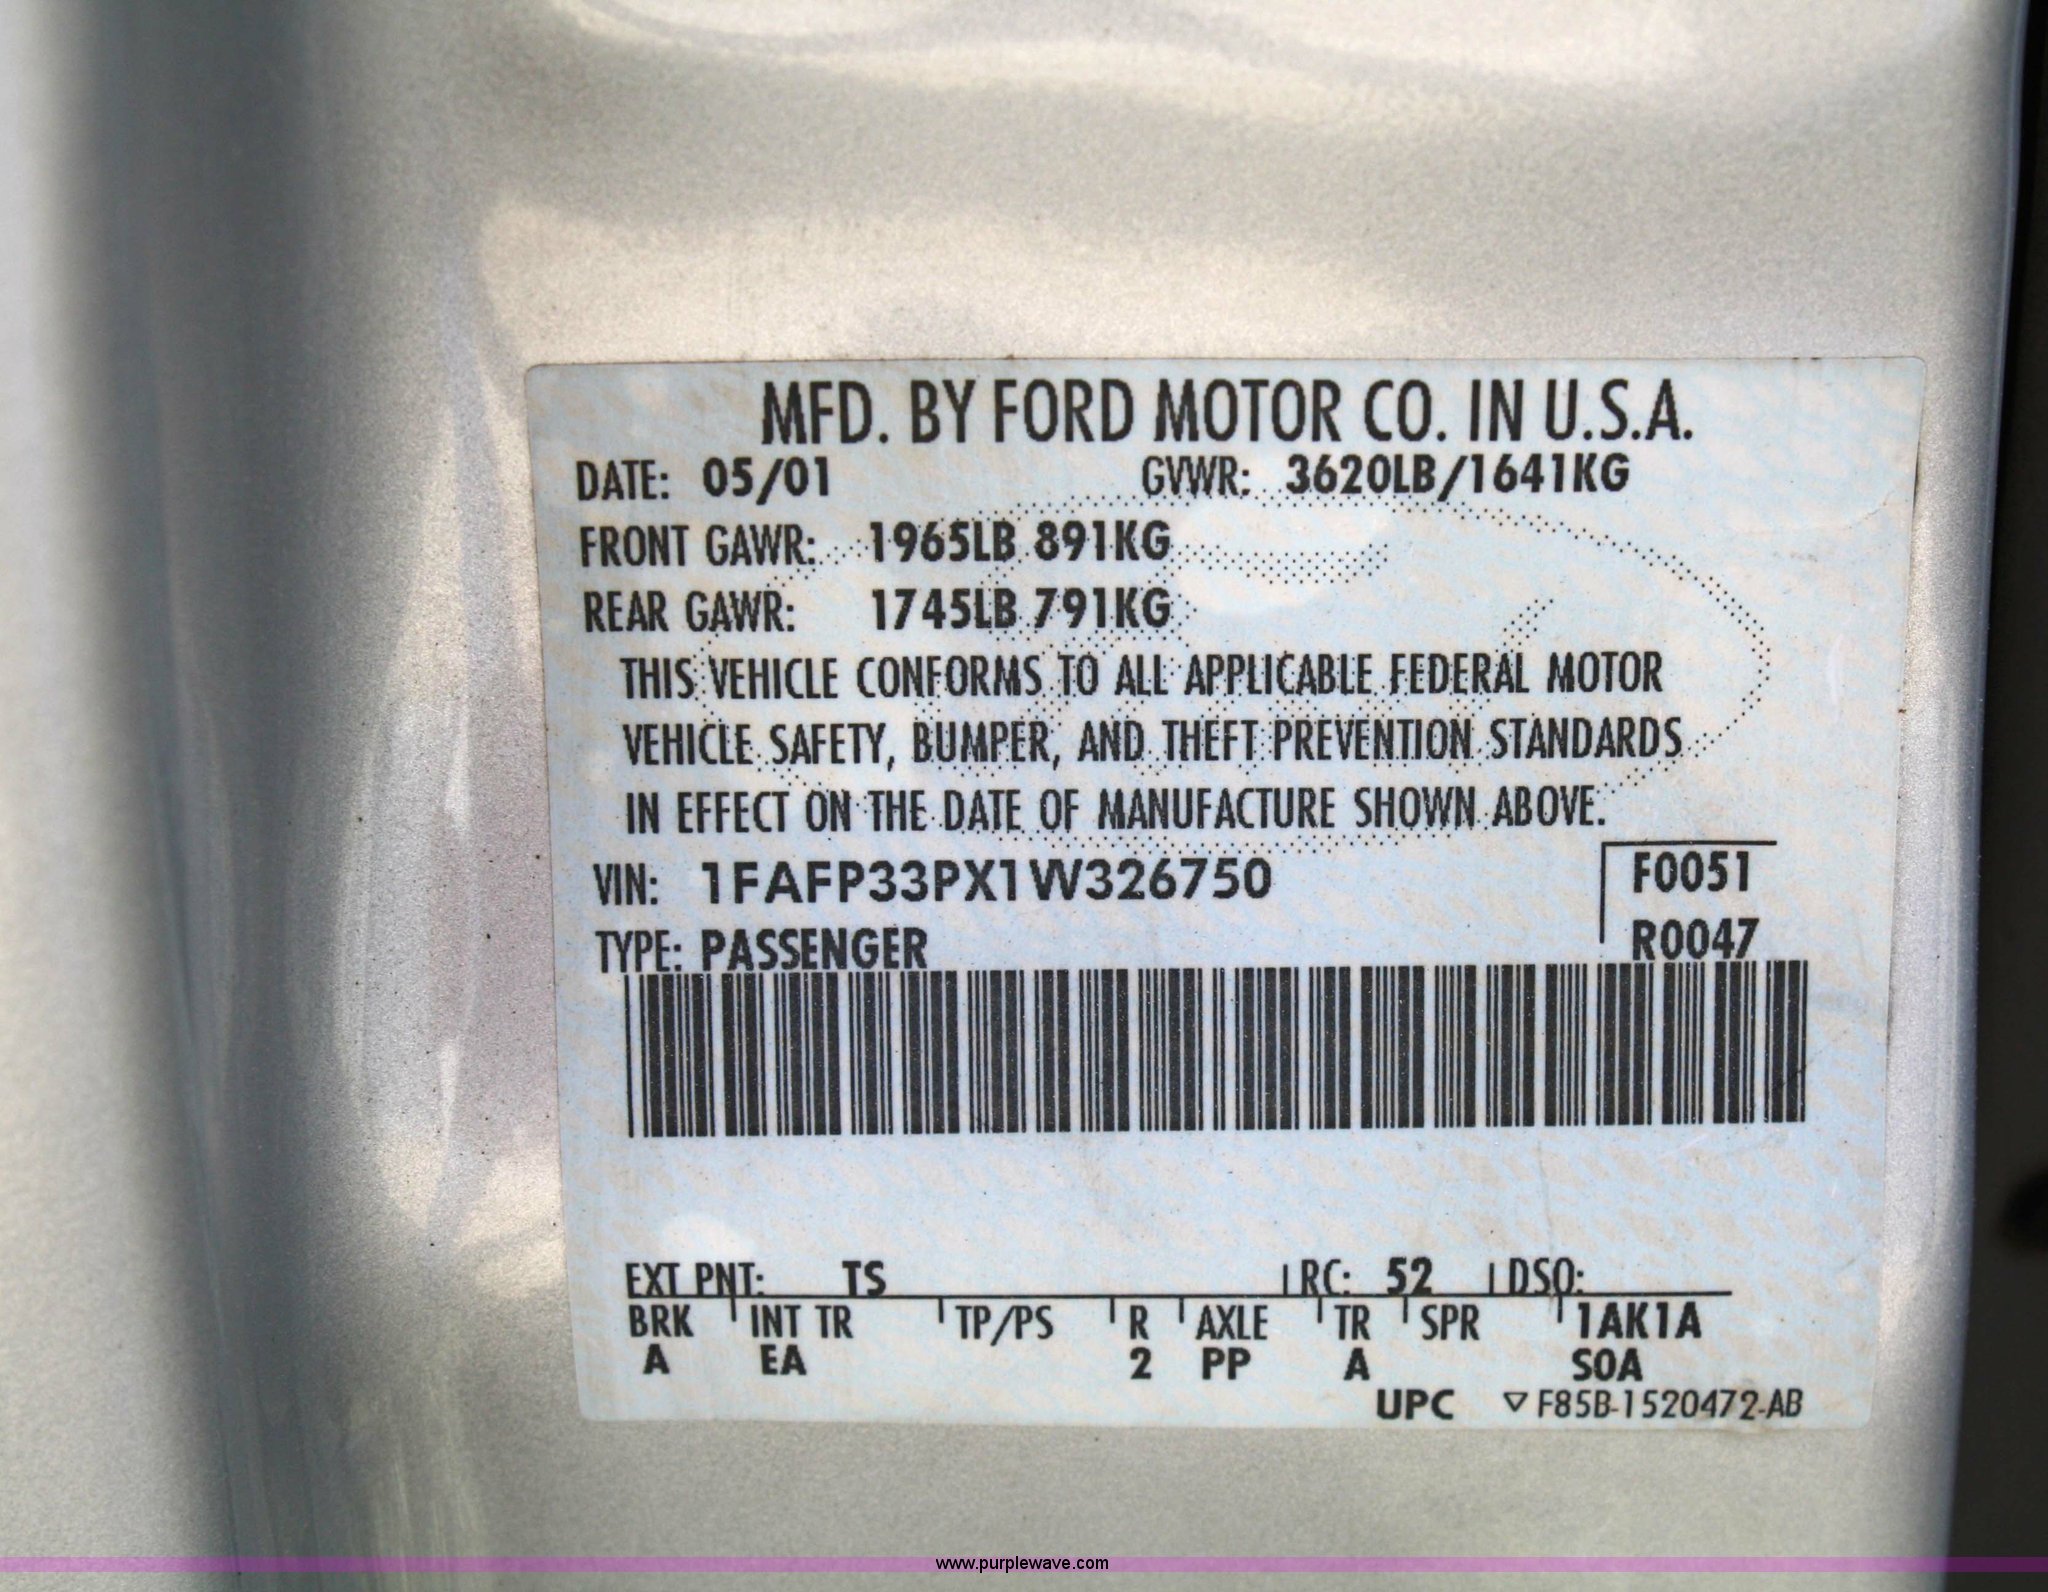 MFD. BY FORD MOTOR CO. IN U.S.A.
DATE: 05/01 GVWR: 3620LB/1641KG
FRONT GAWR: 1965LB 891KG
REAR GAWR: 1745LB 791KG
THIS VEHICLE CONFORMS TO ALL APPLICABLE FEDERAL MOTOR
VEHICLE SAFETY, BUMPER, AND THEFT PREVENTION STANDARDS
IN EFFECT ON THE DATE OF MANUFACTURE SHOWN ABOVE.
VIN: 1FAFP33PX1W326750 F0051
TYPE: PASSENGER R0047
EXT PNT: TS RC: 52 DSO:
BRK INT TR TP/PS R AXLE TR SPR 1AK1A
A EA 2 PP A S0A
UPC ▽ F85B-1520472-AB
www.purplewave.com